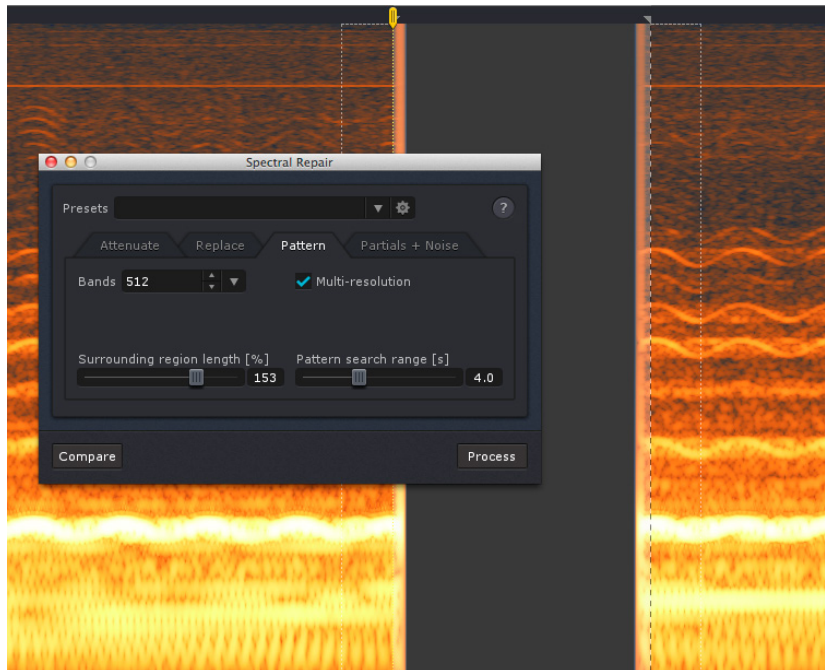 Spectral Repair
Presets ?
Attenuate Replace Pattern Partials + Noise
Bands 512 Multi-resolution
Surrounding region length [%] Pattern search range [s]
153 4.0
Compare Process